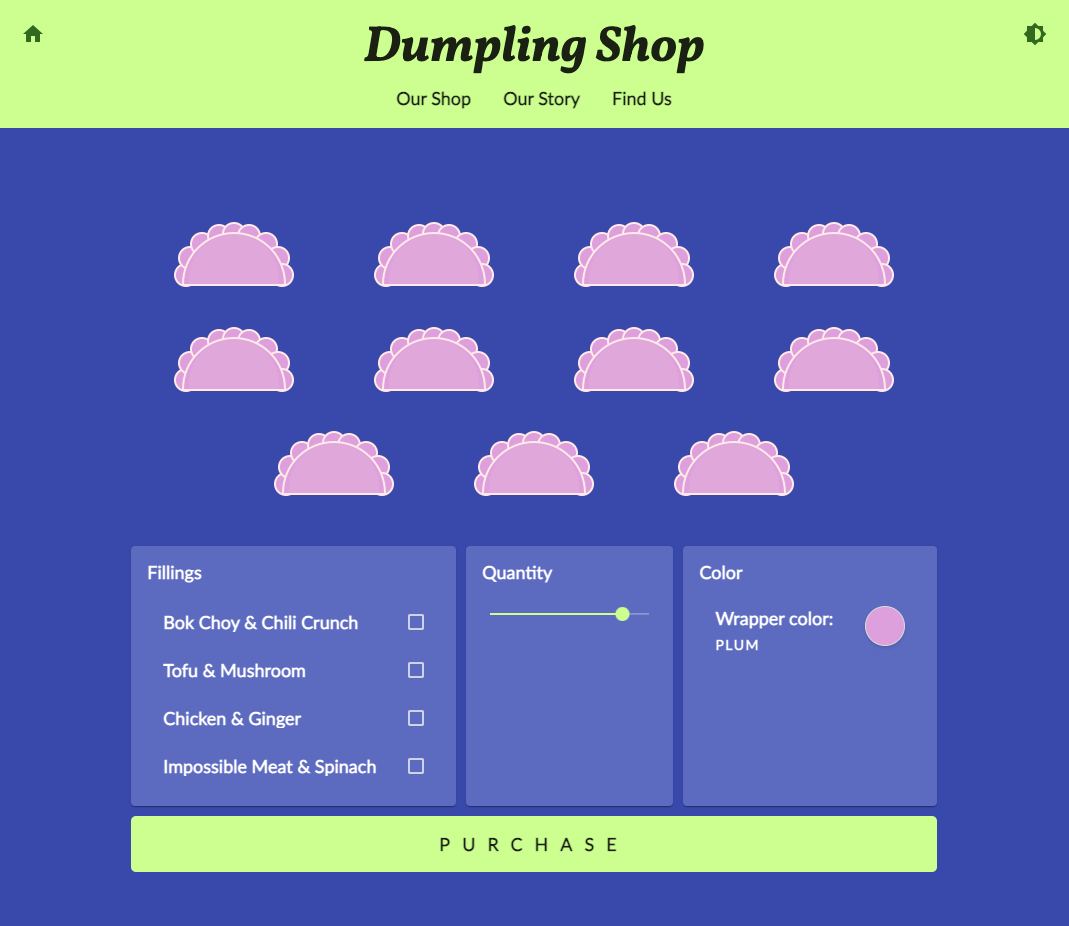 Dumpling Shop
Our Shop Our Story Find Us
Fillings
Bok Choy & Chili Crunch
Tofu & Mushroom
Chicken & Ginger
Impossible Meat & Spinach
Quantity
Color
Wrapper color:
PLUM
PURCHASE